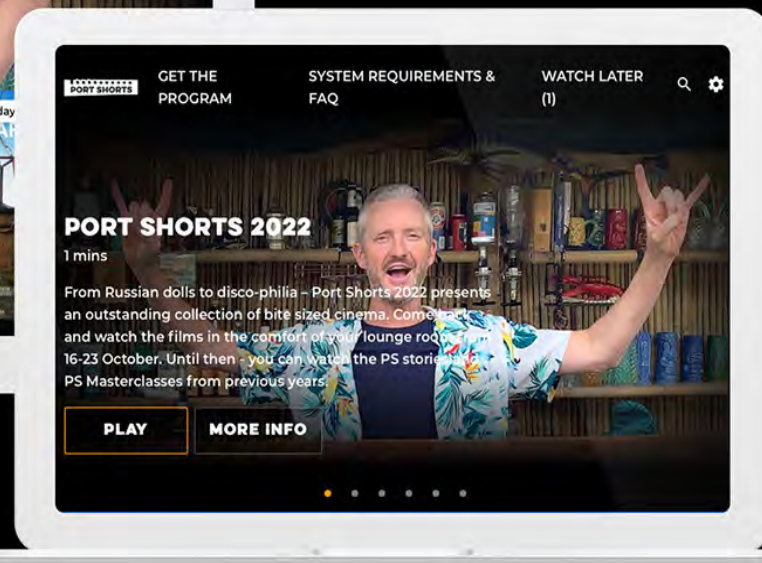 day
PORT SHORTS
GET THE
PROGRAM
SYSTEM REQUIREMENTS &
FAQ
WATCH LATER
(1)
PORT SHORTS 2022
1 mins
From Russian dolls to disco-philia – Port Shorts 2022 presents
an outstanding collection of bite sized cinema. Come back
and watch the films in the comfort of your lounge room from
16-23 October. Until then - you can watch the PS stories and
PS Masterclasses from previous years.
PLAY
MORE INFO